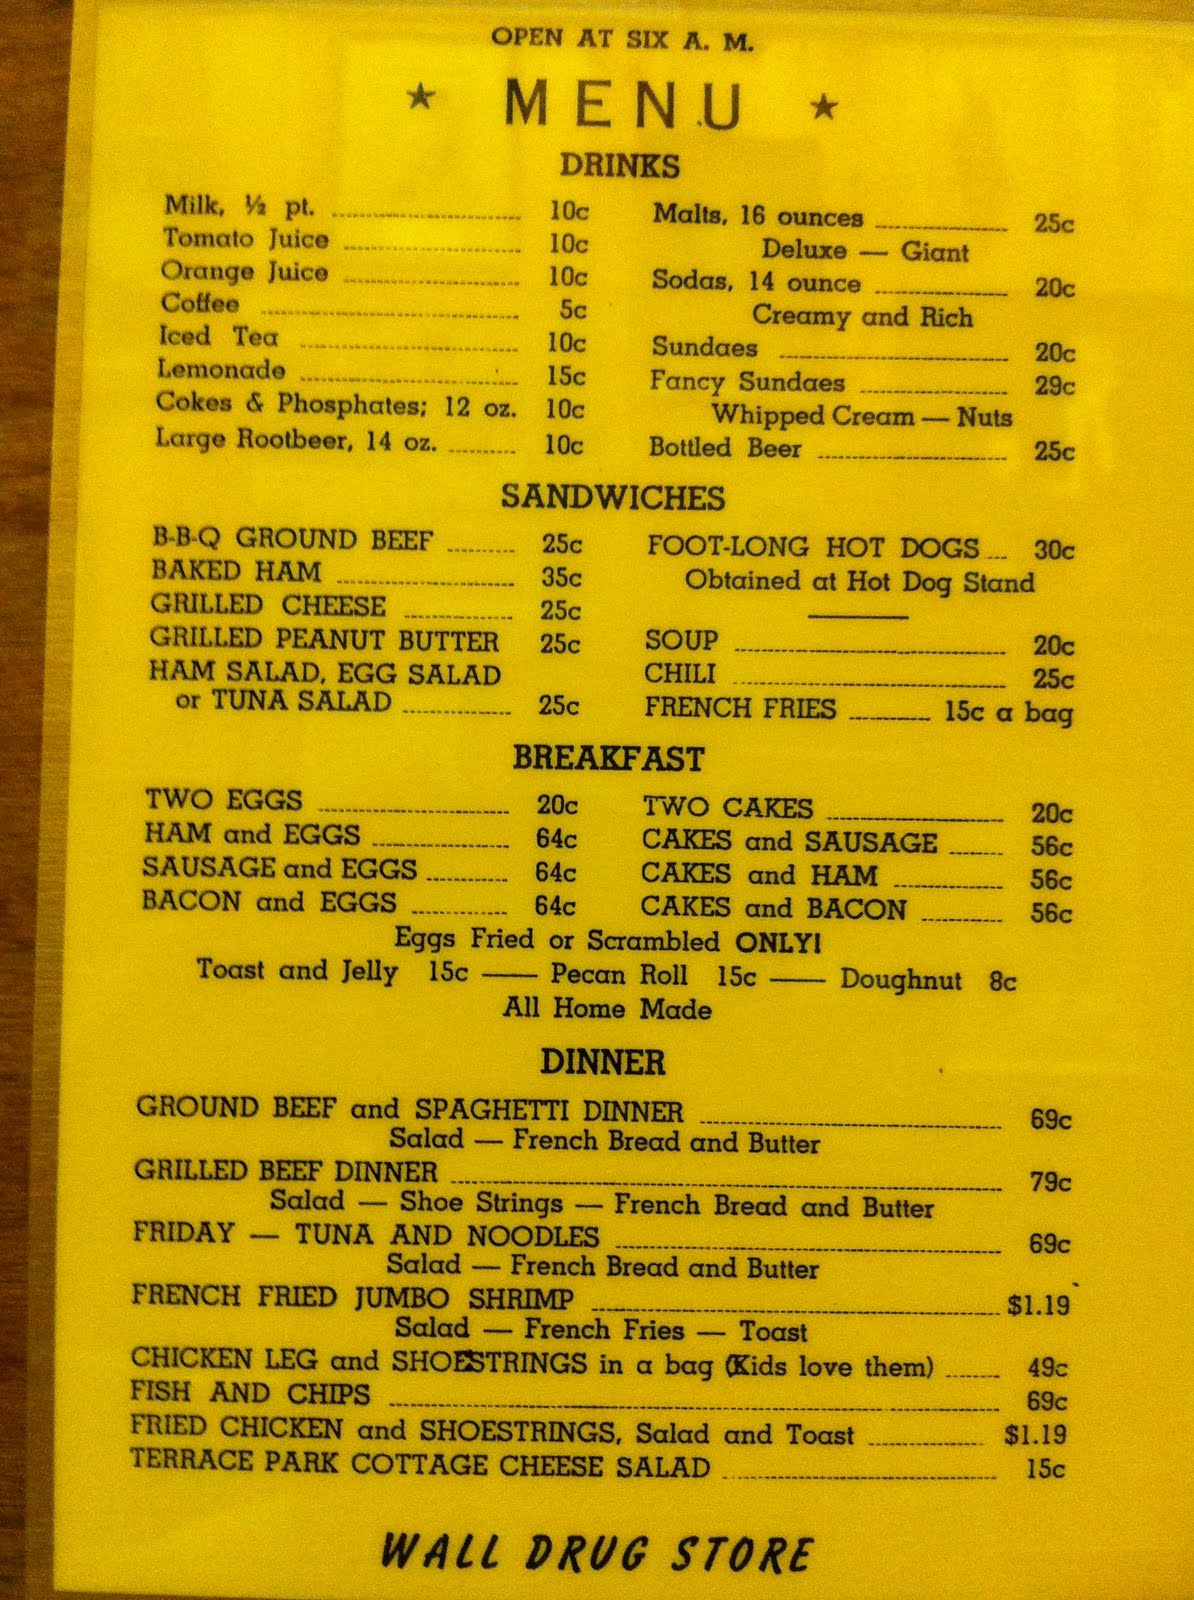 OPEN AT SIX A. M.
★ MENU ★
DRINKS
Milk, ½ pt. 10c
Tomato Juice 10c
Orange Juice 10c
Coffee 5c
Iced Tea 10c
Lemonade 15c
Cokes & Phosphates; 12 oz. 10c
Large Rootbeer, 14 oz. 10c
Malts, 16 ounces 25c
Deluxe — Giant
Sodas, 14 ounce 20c
Creamy and Rich
Sundaes 20c
Fancy Sundaes 29c
Whipped Cream — Nuts
Bottled Beer 25c
SANDWICHES
B-B-Q GROUND BEEF 25c
BAKED HAM 35c
GRILLED CHEESE 25c
GRILLED PEANUT BUTTER 25c
HAM SALAD, EGG SALAD
or TUNA SALAD 25c
FOOT-LONG HOT DOGS 30c
Obtained at Hot Dog Stand
SOUP 20c
CHILI 25c
FRENCH FRIES 15c a bag
BREAKFAST
TWO EGGS 20c
HAM and EGGS 64c
SAUSAGE and EGGS 64c
BACON and EGGS 64c
TWO CAKES 20c
CAKES and SAUSAGE 56c
CAKES and HAM 56c
CAKES and BACON 56c
Eggs Fried or Scrambled ONLY!
Toast and Jelly 15c — Pecan Roll 15c — Doughnut 8c
All Home Made
DINNER
GROUND BEEF and SPAGHETTI DINNER 69c
Salad — French Bread and Butter
GRILLED BEEF DINNER 79c
Salad — Shoe Strings — French Bread and Butter
FRIDAY — TUNA AND NOODLES 69c
Salad — French Bread and Butter
FRENCH FRIED JUMBO SHRIMP $1.19
Salad — French Fries — Toast
CHICKEN LEG and SHOESTRINGS in a bag (Kids love them) 49c
FISH AND CHIPS 69c
FRIED CHICKEN and SHOESTRINGS, Salad and Toast $1.19
TERRACE PARK COTTAGE CHEESE SALAD 15c
WALL DRUG STORE